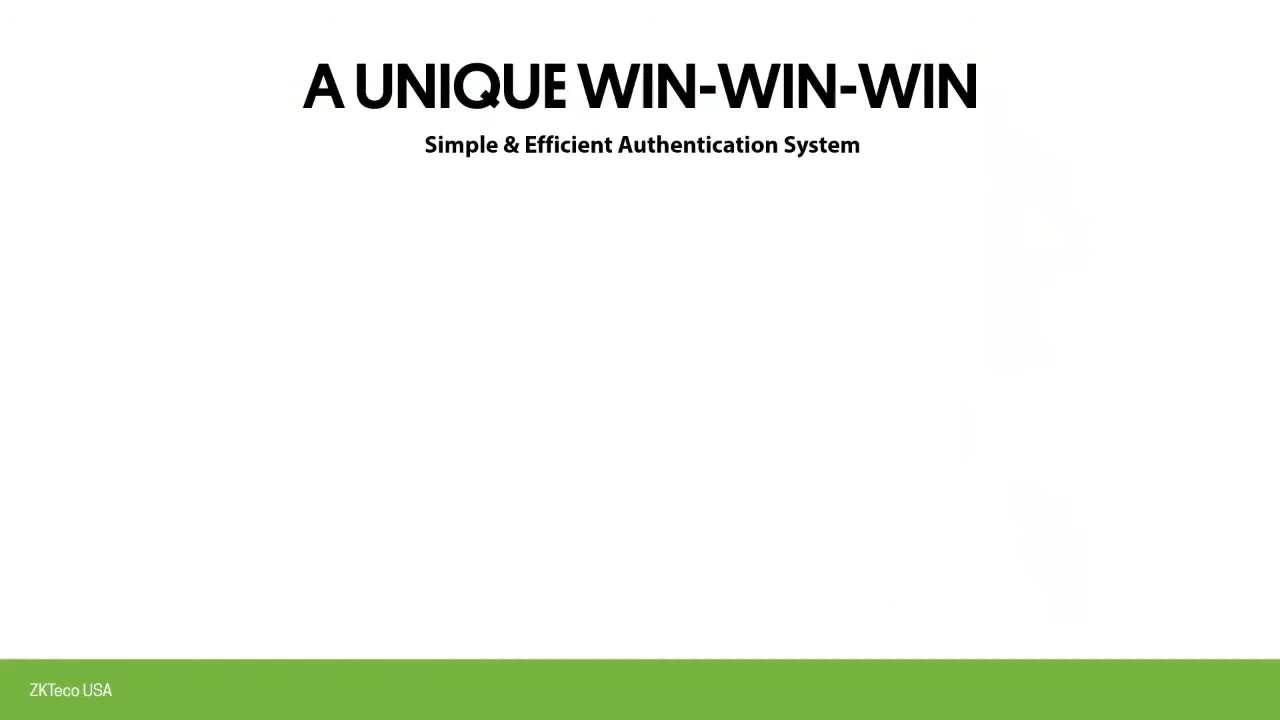 A UNIQUE WIN-WIN-WIN
Simple & Efficient Authentication System
ZKTeco USA